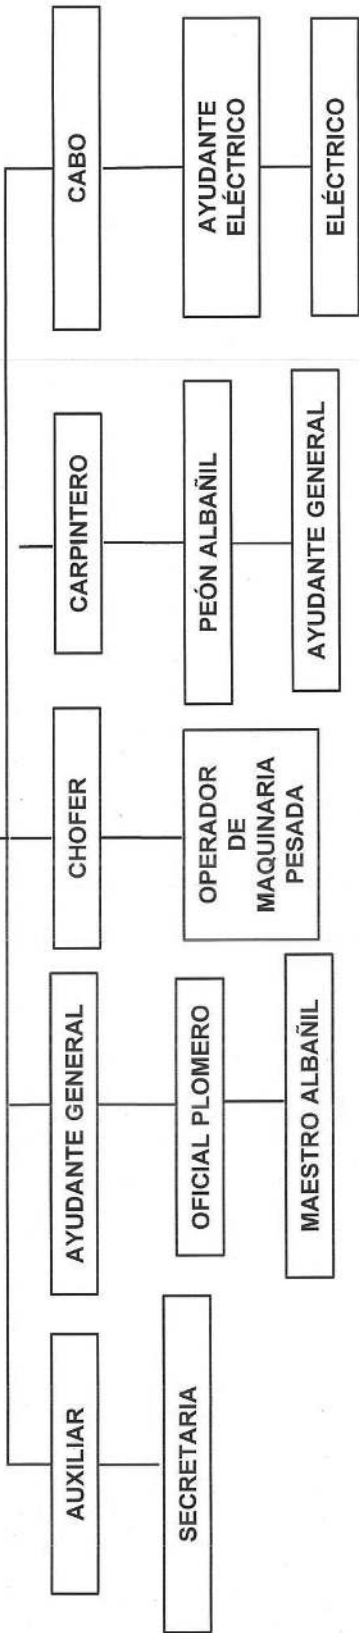 AUXILIAR
SECRETARIA
AYUDANTE GENERAL
OFICIAL PLOMERO
MAESTRO ALBAÑIL
CHOFER
OPERADOR
DE
MAQUINARIA
PESADA
CARPINTERO
PEÓN ALBAÑIL
AYUDANTE GENERAL
CABO
AYUDANTE
ELÉCTRICO
ELÉCTRICO